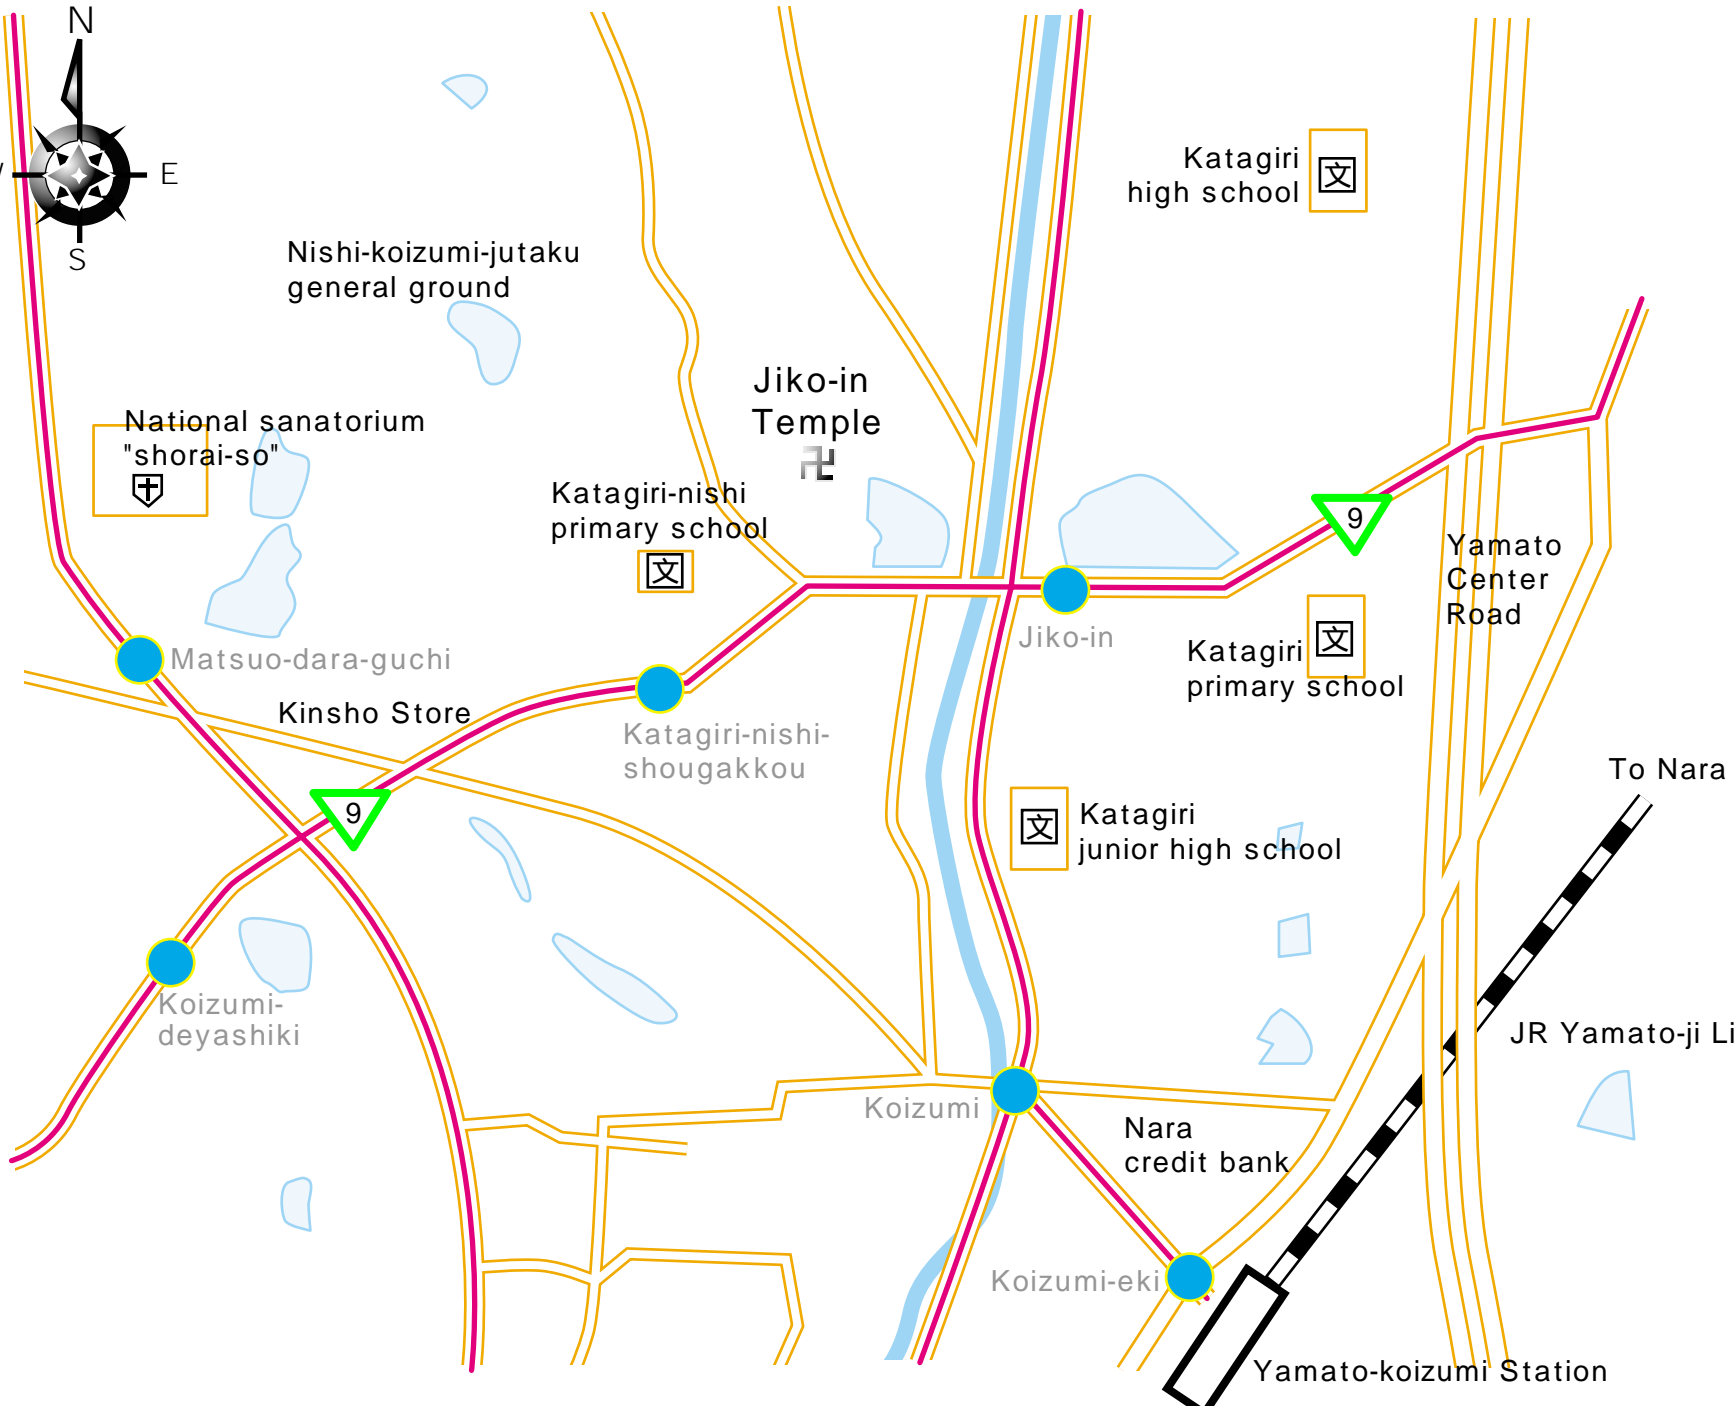 N
E
S
Katagiri
high school
文
Nishi-koizumi-jutaku
general ground
Jiko-in
Temple
卍
National sanatorium
"shorai-so"
Katagiri-nishi
primary school
文
9
Yamato
Center
Road
Jiko-in
Katagiri
primary school
文
Matsuo-dara-guchi
Kinsho Store
Katagiri-nishi-
shougakkou
To Nara
9
文
Katagiri
junior high school
Koizumi-
deyashiki
JR Yamato-ji Li
Koizumi
Nara
credit bank
Koizumi-eki
Yamato-koizumi Station